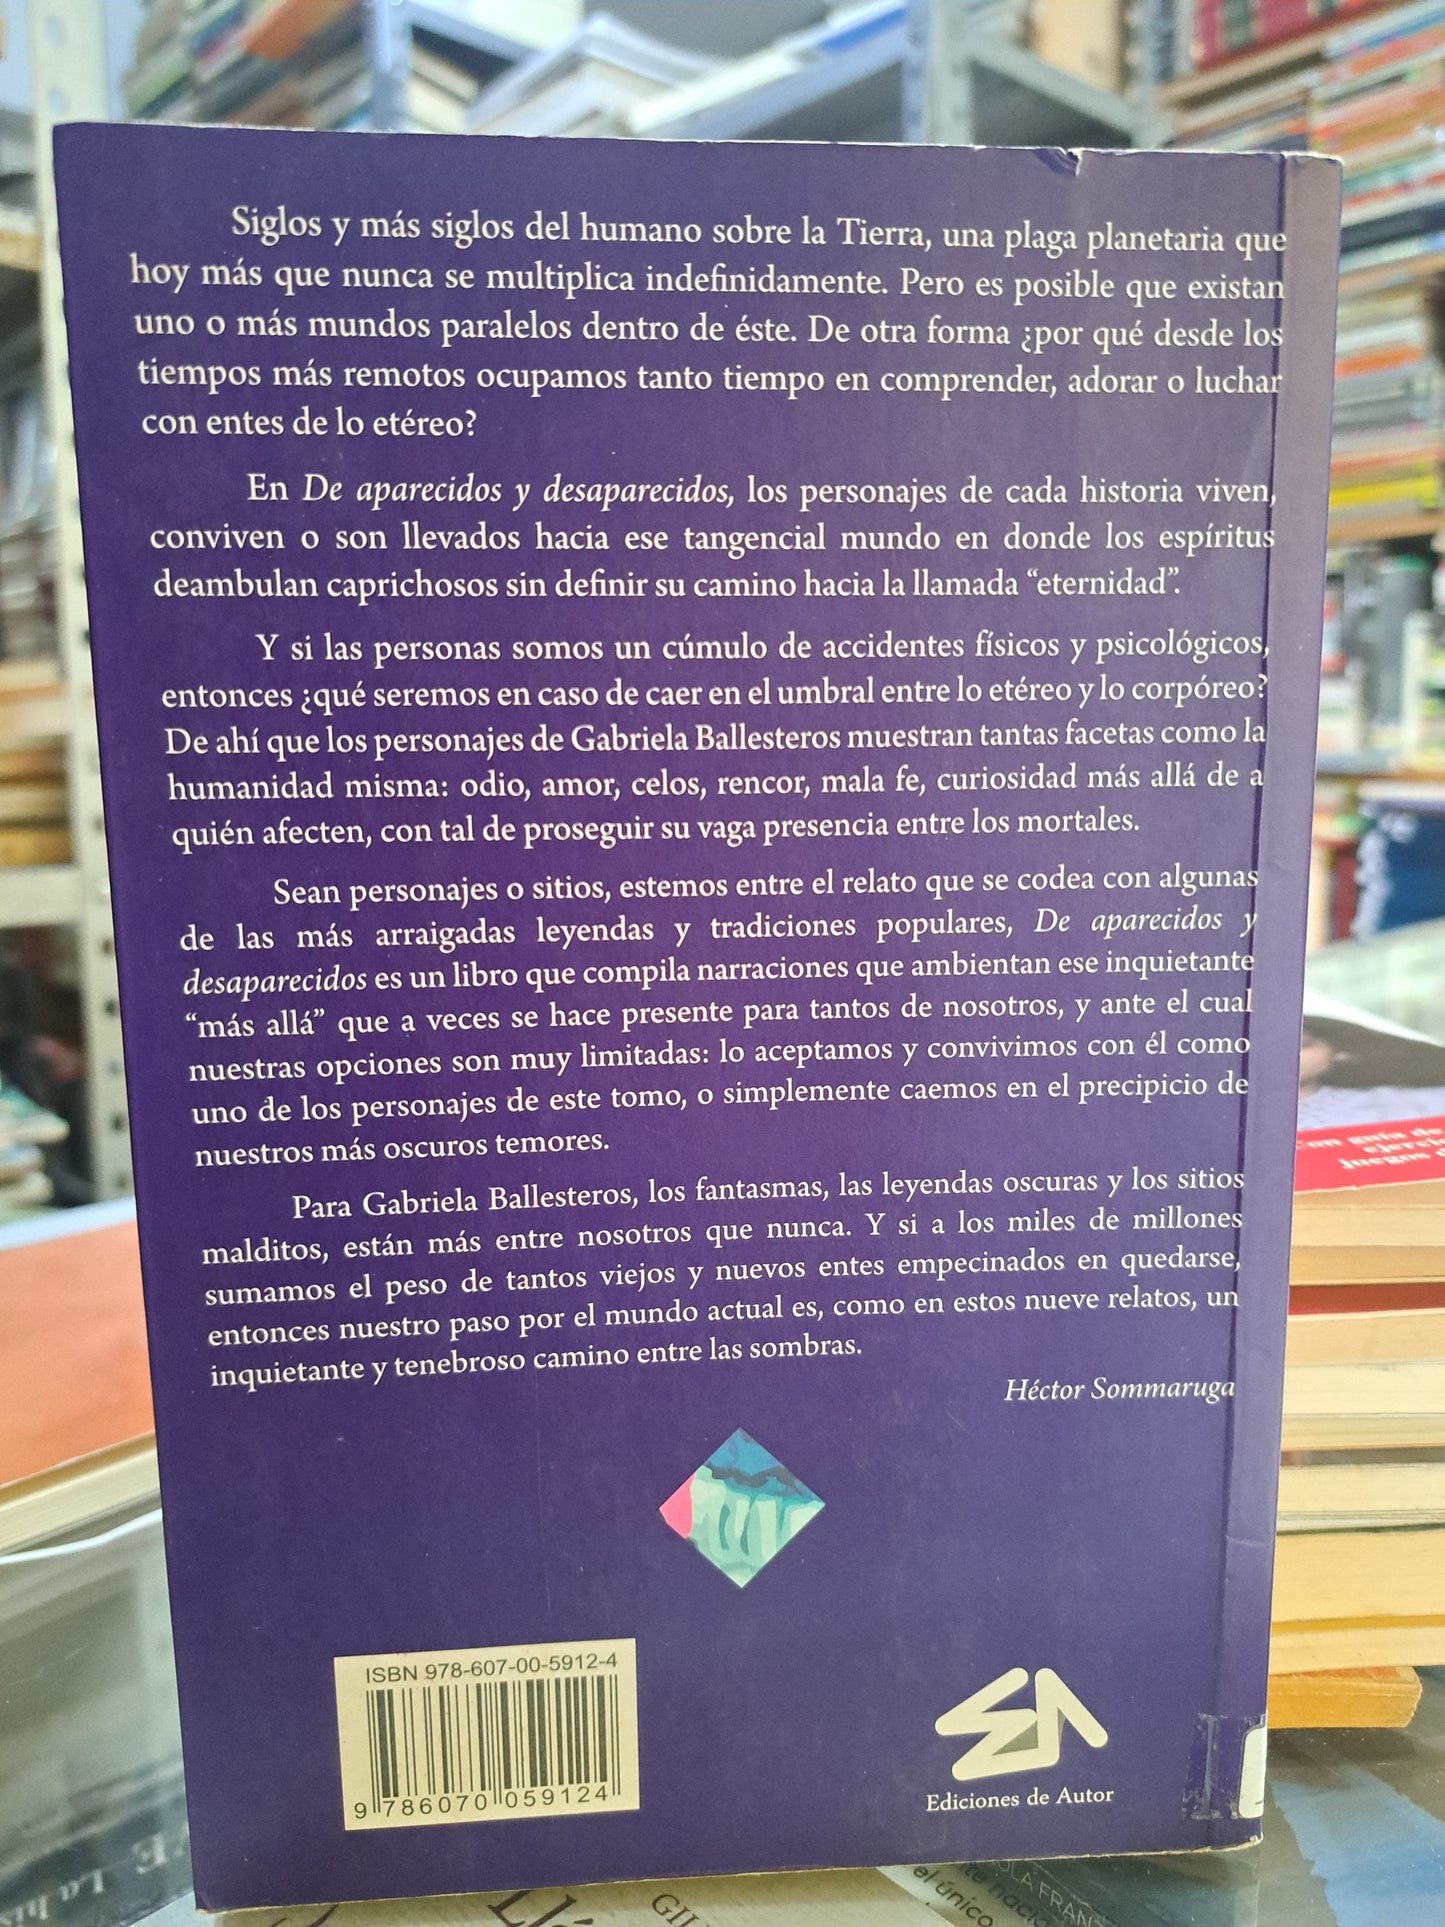 Siglos y más siglos del humano sobre la Tierra, una plaga planetaria que
hoy más que nunca se multiplica indefinidamente. Pero es posible que existan
uno o más mundos paralelos dentro de éste. De otra forma ¿por qué desde los
tiempos más remotos ocupamos tanto tiempo en comprender, adorar o luchar
con entes de lo etéreo?
En De aparecidos y desaparecidos, los personajes de cada historia viven,
conviven o son llevados hacia ese tangencial mundo en donde los espíritus
deambulan caprichosos sin definir su camino hacia la llamada “eternidad”.
Y si las personas somos un cúmulo de accidentes físicos y psicológicos,
entonces ¿qué seremos en caso de caer en el umbral entre lo etéreo y lo corpóreo?
De ahí que los personajes de Gabriela Ballesteros muestran tantas facetas como la
humanidad misma: odio, amor, celos, rencor, mala fe, curiosidad más allá de a
quién afecten, con tal de proseguir su vaga presencia entre los mortales.
Sean personajes o sitios, estemos entre el relato que se codea con algunas
de las más arraigadas leyendas y tradiciones populares, De aparecidos y
desaparecidos es un libro que compila narraciones que ambientan ese inquietante
“más allá” que a veces se hace presente para tantos de nosotros, y ante el cual
nuestras opciones son muy limitadas: lo aceptamos y convivimos con él como
uno de los personajes de este tomo, o simplemente caemos en el precipicio de
nuestros más oscuros temores.
Para Gabriela Ballesteros, los fantasmas, las leyendas oscuras y los sitios
malditos, están más entre nosotros que nunca. Y si a los miles de millones
sumamos el peso de tantos viejos y nuevos entes empecinados en quedarse,
entonces nuestro paso por el mundo actual es, como en estos nueve relatos, un
inquietante y tenebroso camino entre las sombras.
Héctor Sommaruga
ISBN 978-607-00-5912-4
9 786070 059124
EA
Ediciones de Autor
Con guía de
ejercic
juegos d
el único
GIL